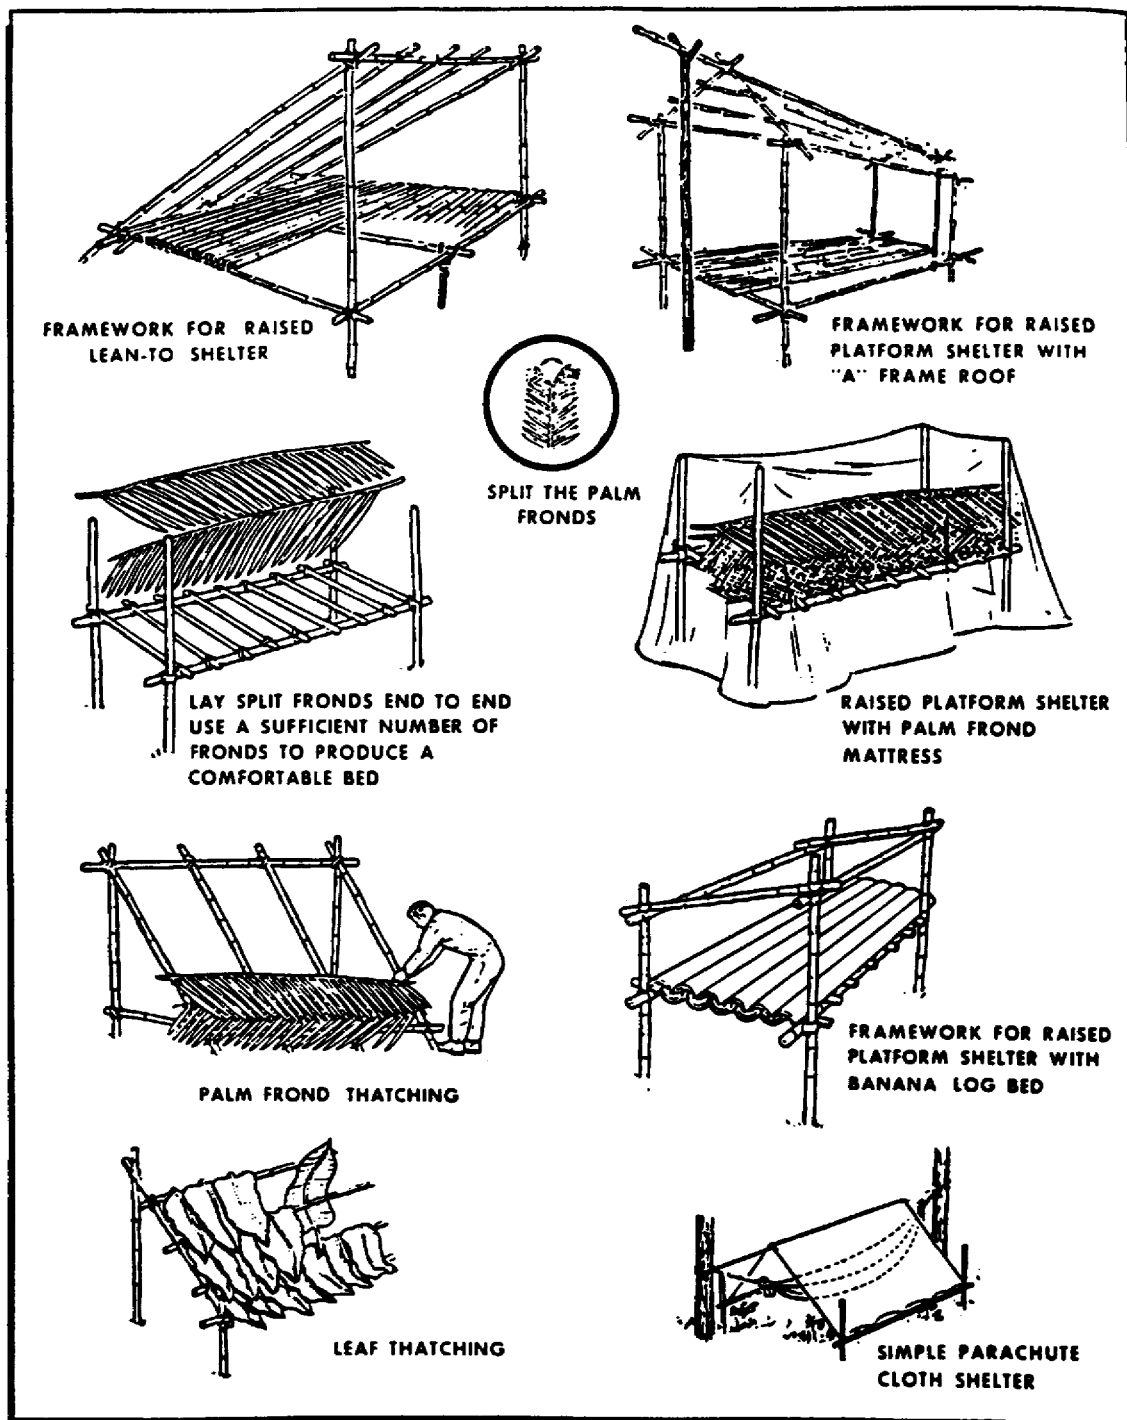 FRAMEWORK FOR RAISED
LEAN-TO SHELTER
FRAMEWORK FOR RAISED
PLATFORM SHELTER WITH
"A" FRAME ROOF
SPLIT THE PALM
FRONDS
LAY SPLIT FRONDS END TO END
USE A SUFFICIENT NUMBER OF
FRONDS TO PRODUCE A
COMFORTABLE BED
RAISED PLATFORM SHELTER
WITH PALM FROND
MATTRESS
PALM FROND THATCHING
FRAMEWORK FOR RAISED
PLATFORM SHELTER WITH
BANANA LOG BED
LEAF THATCHING
SIMPLE PARACHUTE
CLOTH SHELTER